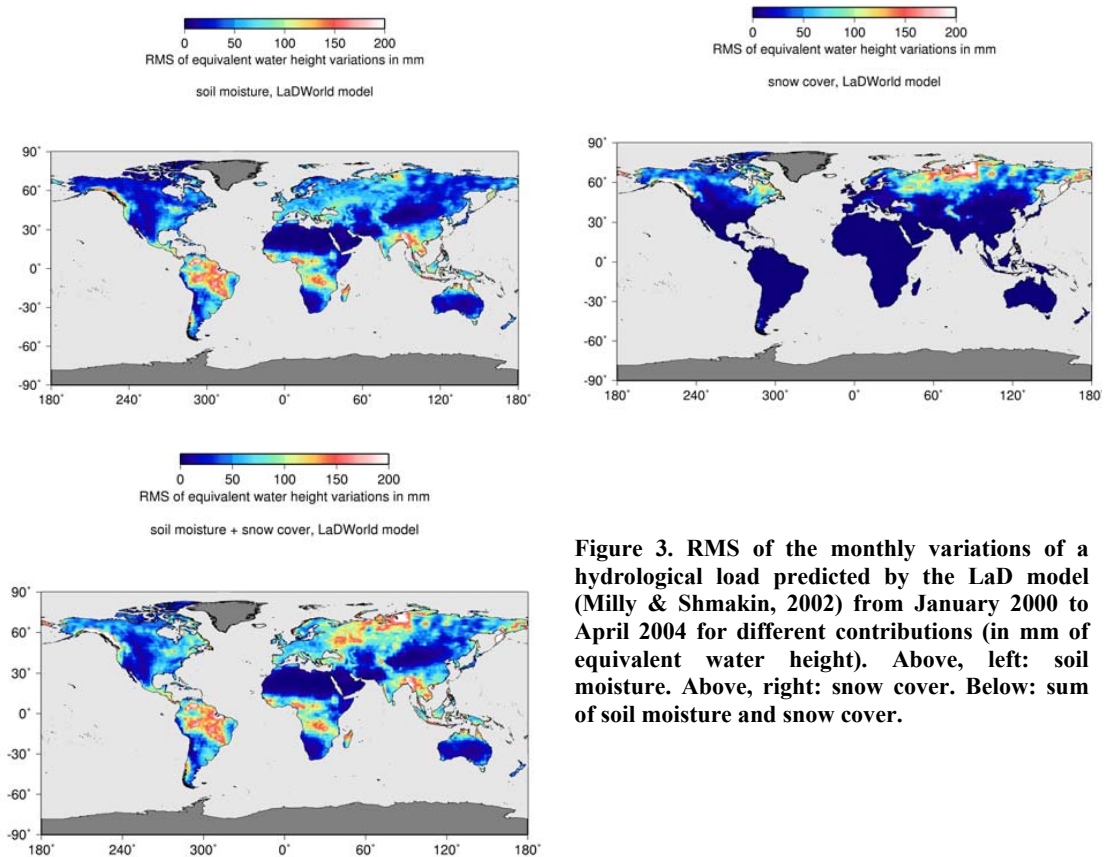 0 50 100 150 200
RMS of equivalent water height variations in mm
soil moisture, LaDWorld model
90°
60°
30°
0°
-30°
-60°
-90°
180° 240° 300° 0° 60° 120° 180°
0 50 100 150 200
RMS of equivalent water height variations in mm
snow cover, LaDWorld model
90°
60°
30°
0°
-30°
-60°
-90°
180° 240° 300° 0° 60° 120° 180°
0 50 100 150 200
RMS of equivalent water height variations in mm
soil moisture + snow cover, LaDWorld model
90°
60°
30°
0°
-30°
-60°
-90°
180° 240° 300° 0° 60° 120° 180°
Figure 3. RMS of the monthly variations of a
hydrological load predicted by the LaD model
(Milly & Shmakin, 2002) from January 2000 to
April 2004 for different contributions (in mm of
equivalent water height). Above, left: soil
moisture. Above, right: snow cover. Below: sum
of soil moisture and snow cover.